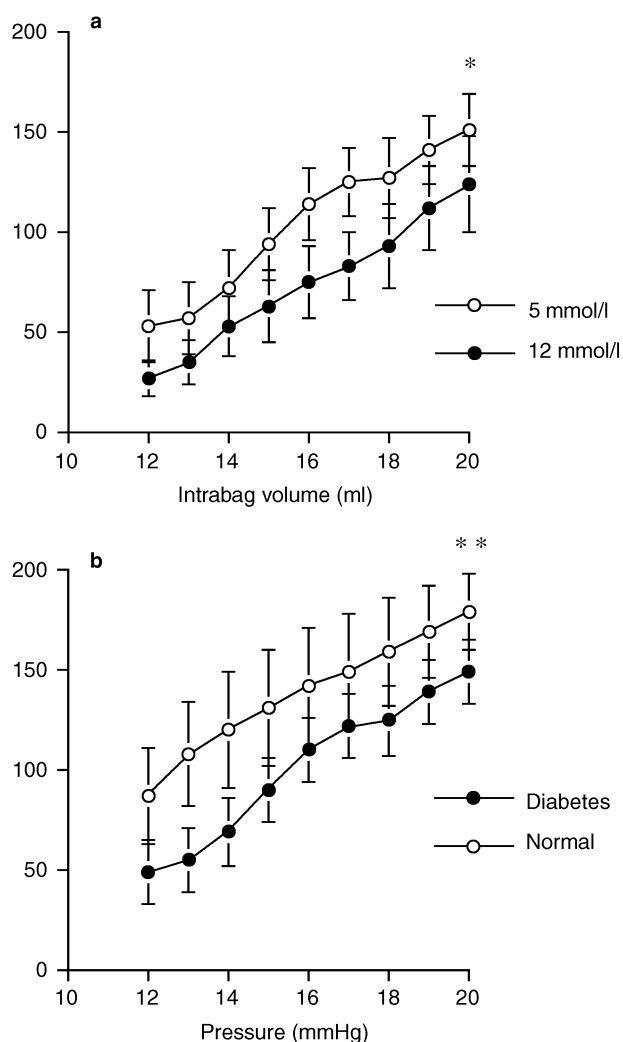 a
200
*
150
100
50
0
5 mmol/l
12 mmol/l
10 12 14 16 18 20
Intrabag volume (ml)
b
* *
200
150
100
50
0
Diabetes
Normal
10 12 14 16 18 20
Pressure (mmHg)